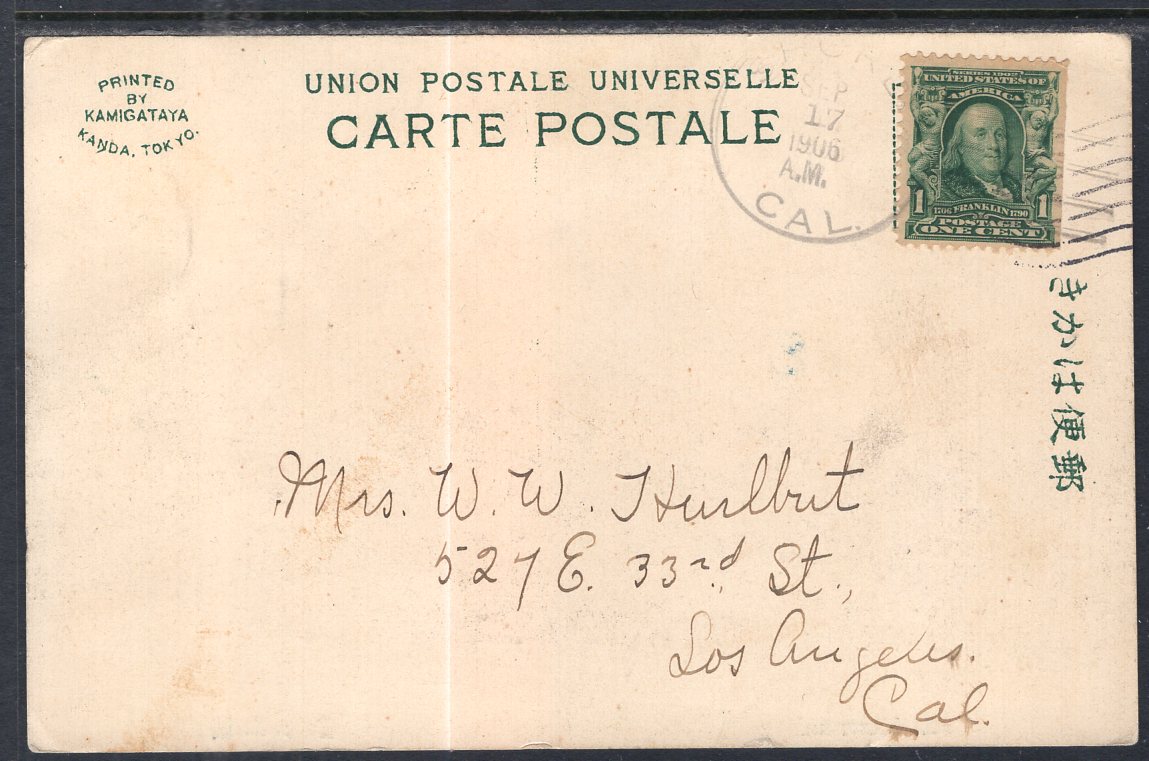 PRINTED
BY
KAMIGATAYA
KANDA, TOKYO.
UNION POSTALE UNIVERSELLE
CARTE POSTALE
SEP
17
1906
A.M.
CAL.
SERIES 1902
UNITED STATES OF
AMERICA
1 1
1706 FRANKLIN 1790
POSTAGE
ONE CENT
きかは便郵
Mrs. W. W. Hurlbut
527 E. 33rd St.,
Los Angeles.
Cal.